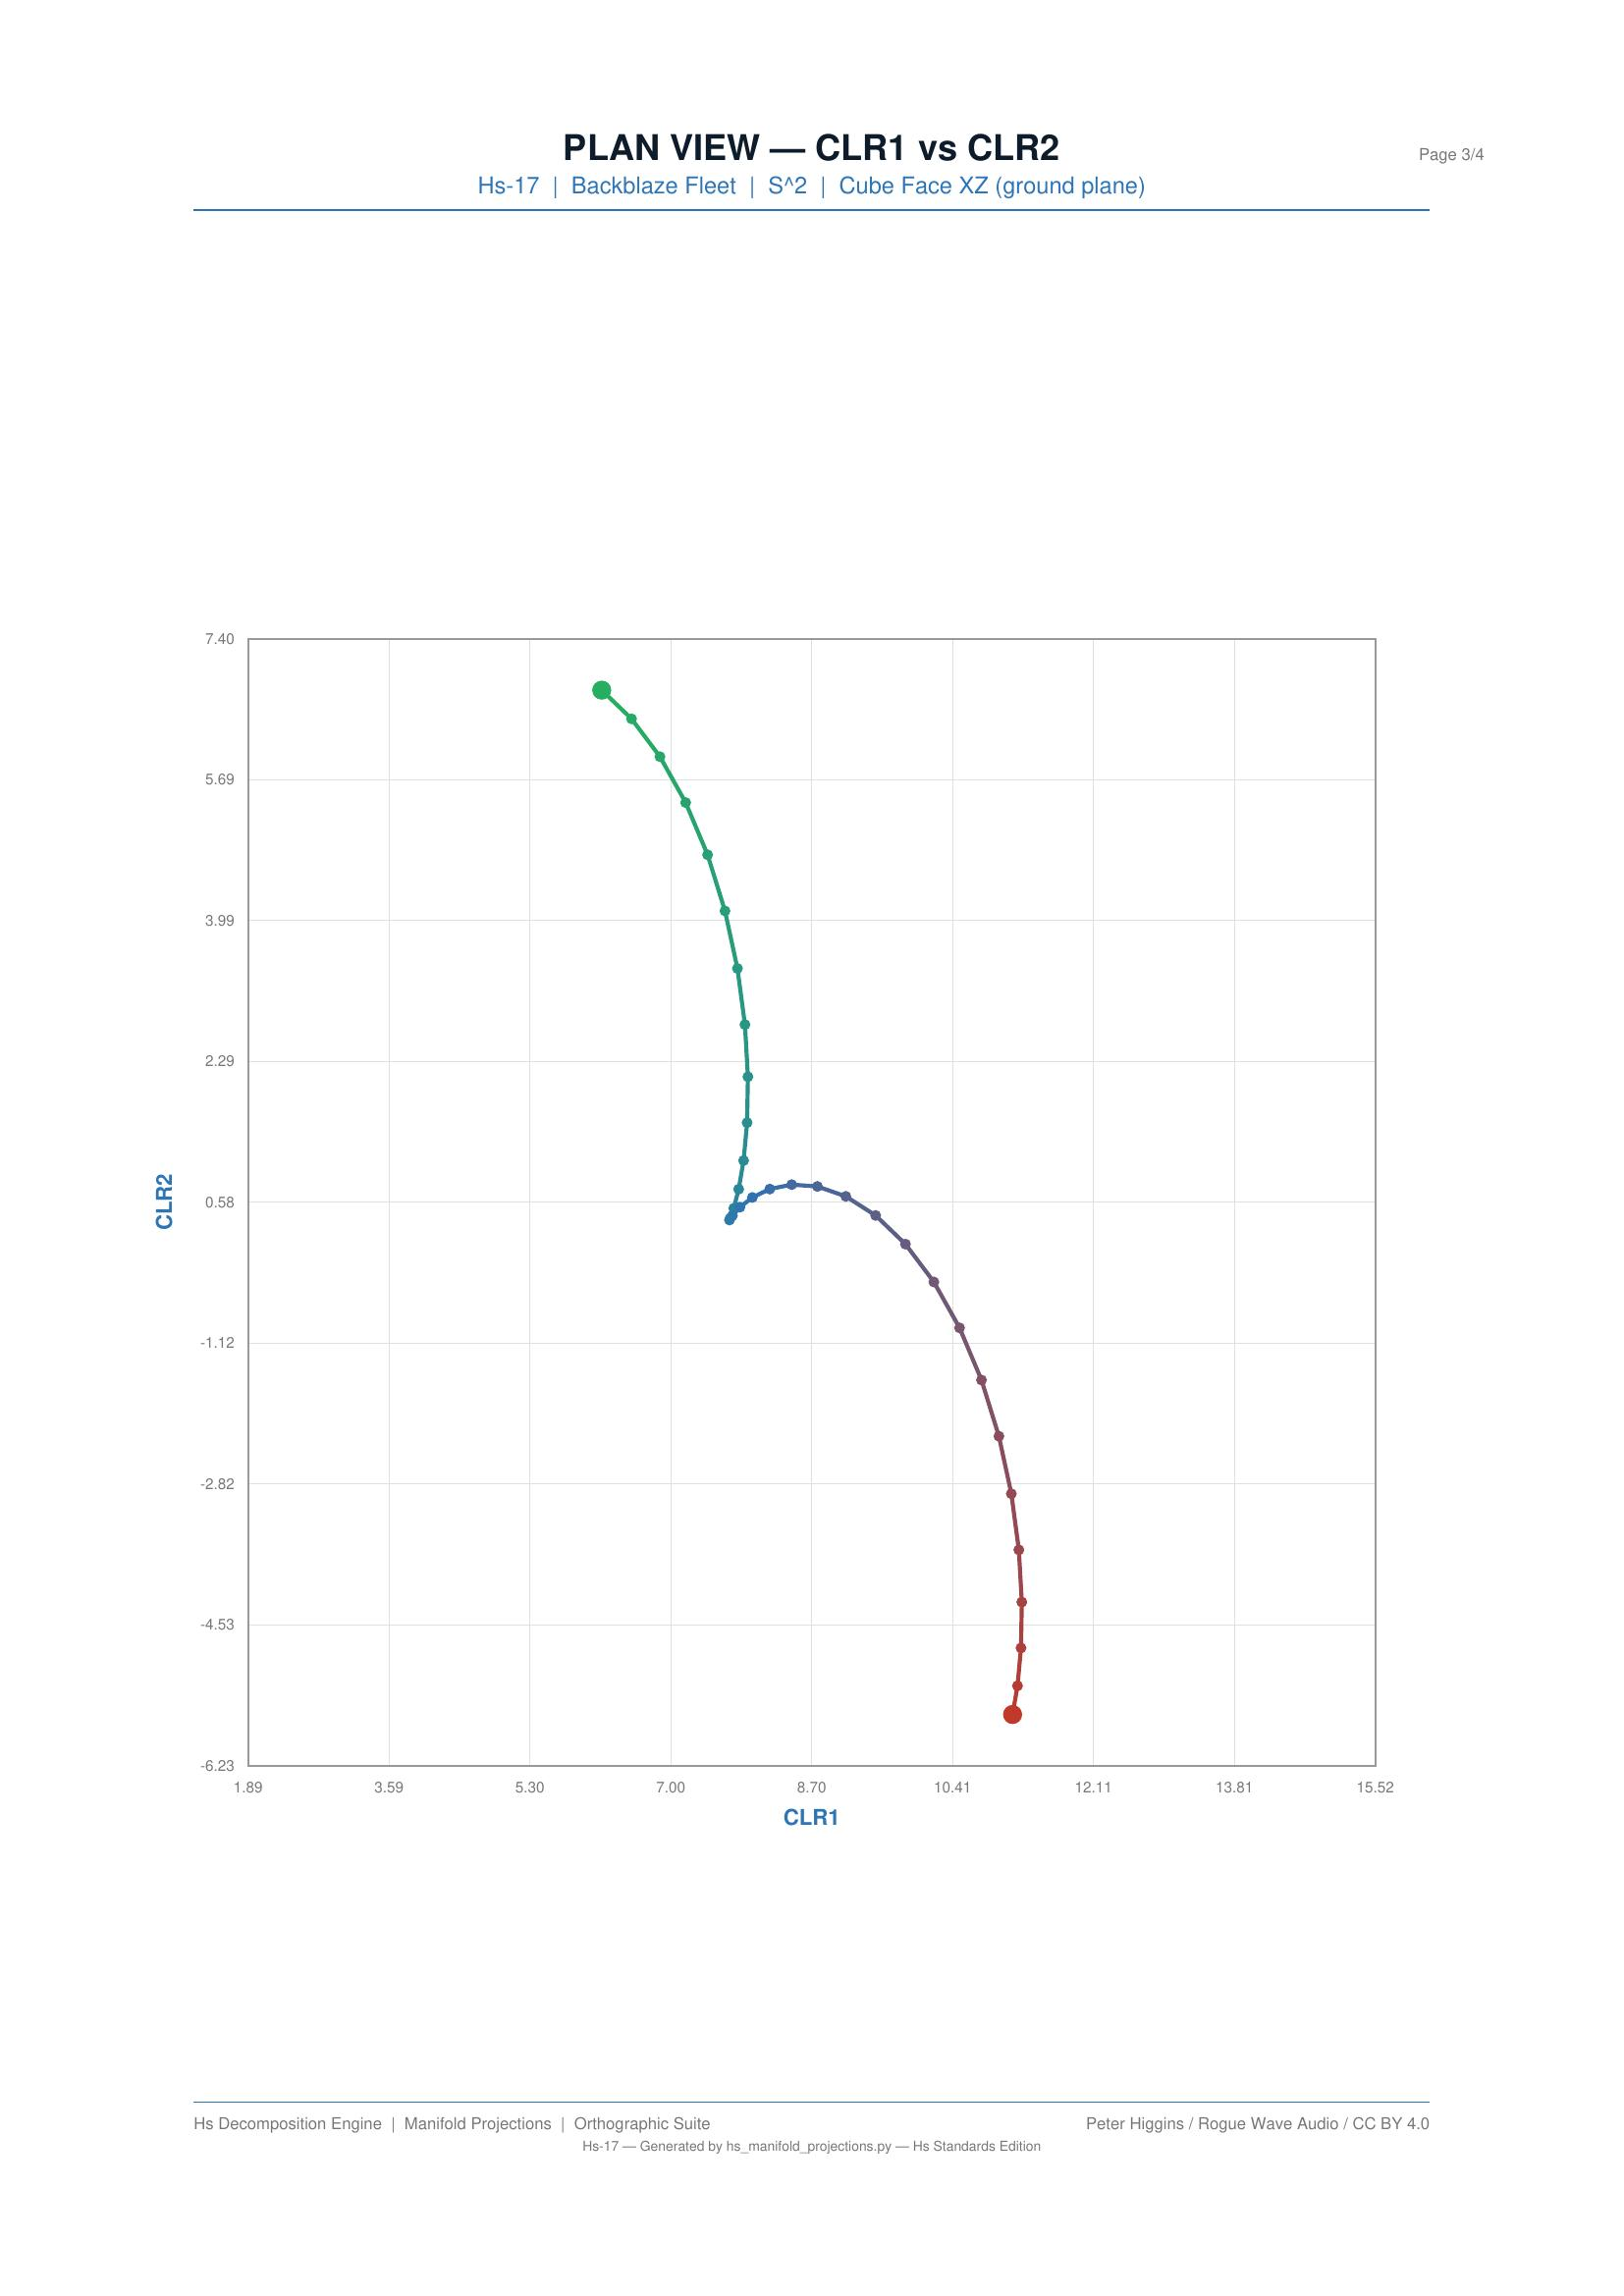 PLAN VIEW — CLR1 vs CLR2
Page 3/4
Hs-17 | Backblaze Fleet | S^2 | Cube Face XZ (ground plane)
7.40
5.69
3.99
2.29
0.58
-1.12
-2.82
-4.53
-6.23
CLR2
1.89 3.59 5.30 7.00 8.70 10.41 12.11 13.81 15.52
CLR1
Hs Decomposition Engine | Manifold Projections | Orthographic Suite
Peter Higgins / Rogue Wave Audio / CC BY 4.0
Hs-17 — Generated by hs_manifold_projections.py — Hs Standards Edition